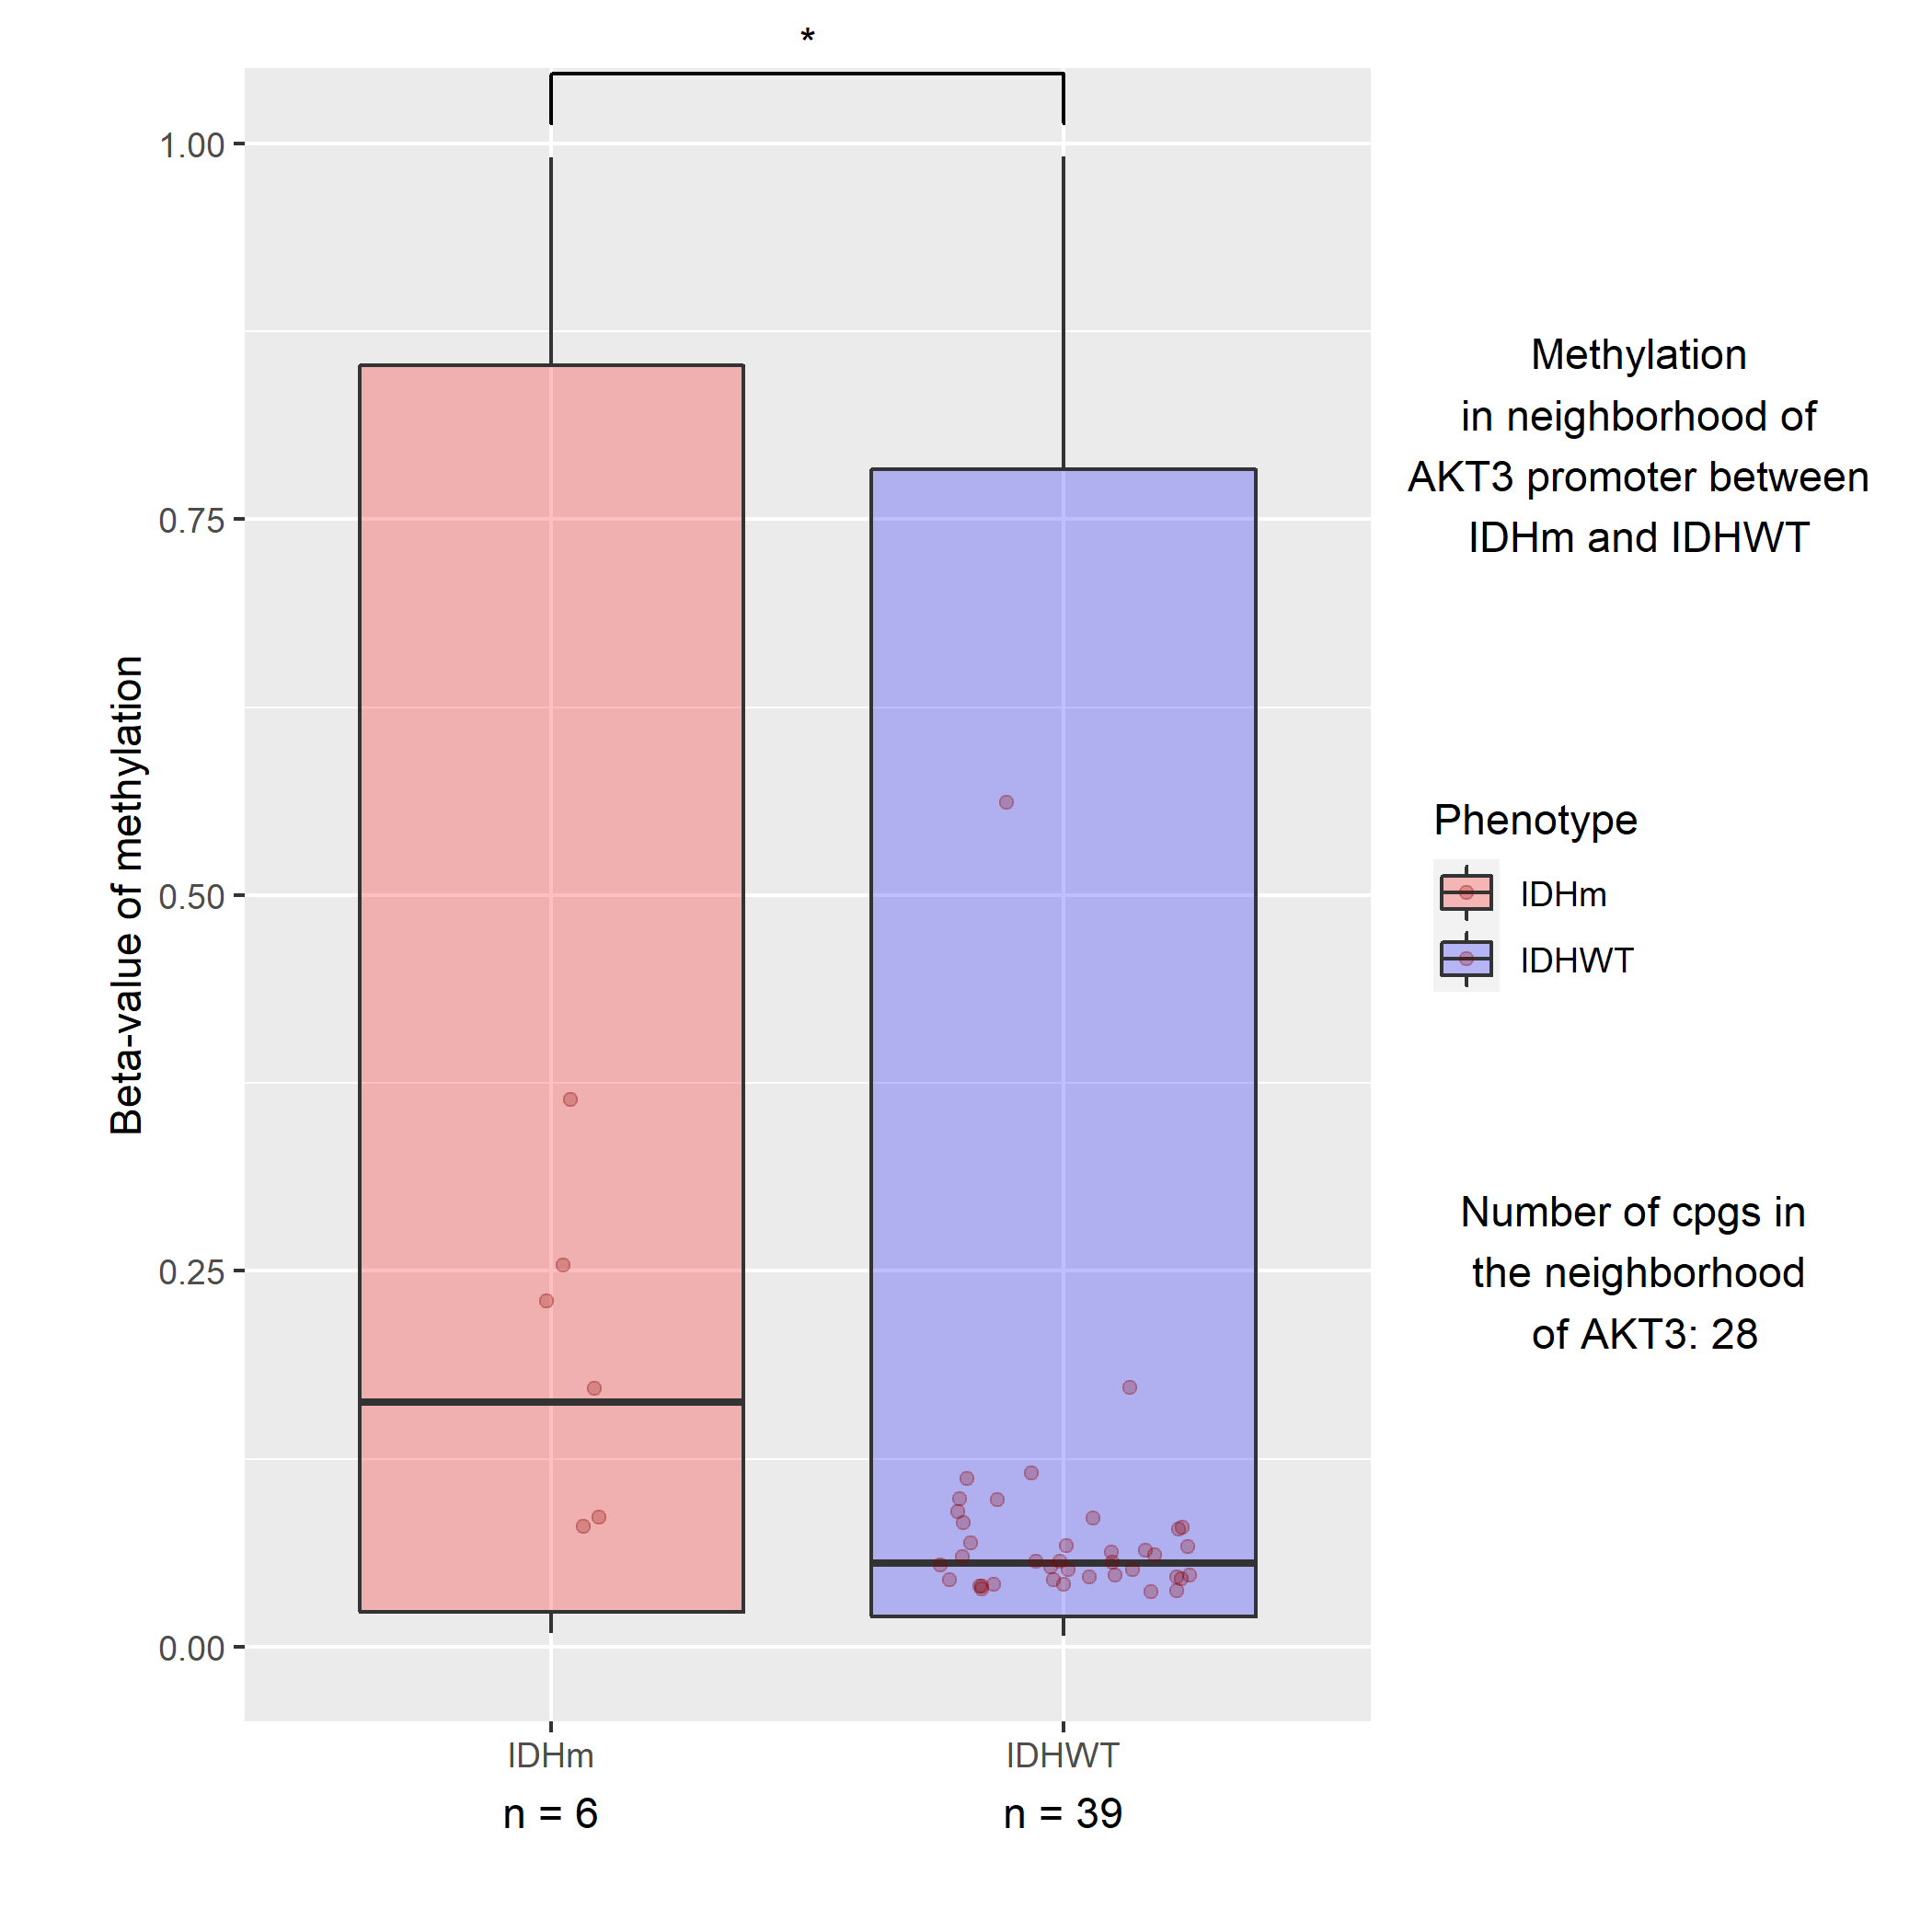 *
1.00
0.75
0.50
0.25
0.00
Beta-value of methylation
IDHm
IDHWT
n = 6
n = 39
Methylation
in neighborhood of
AKT3 promoter between
IDHm and IDHWT
Phenotype
IDHm
IDHWT
Number of cpgs in
the neighborhood
of AKT3: 28